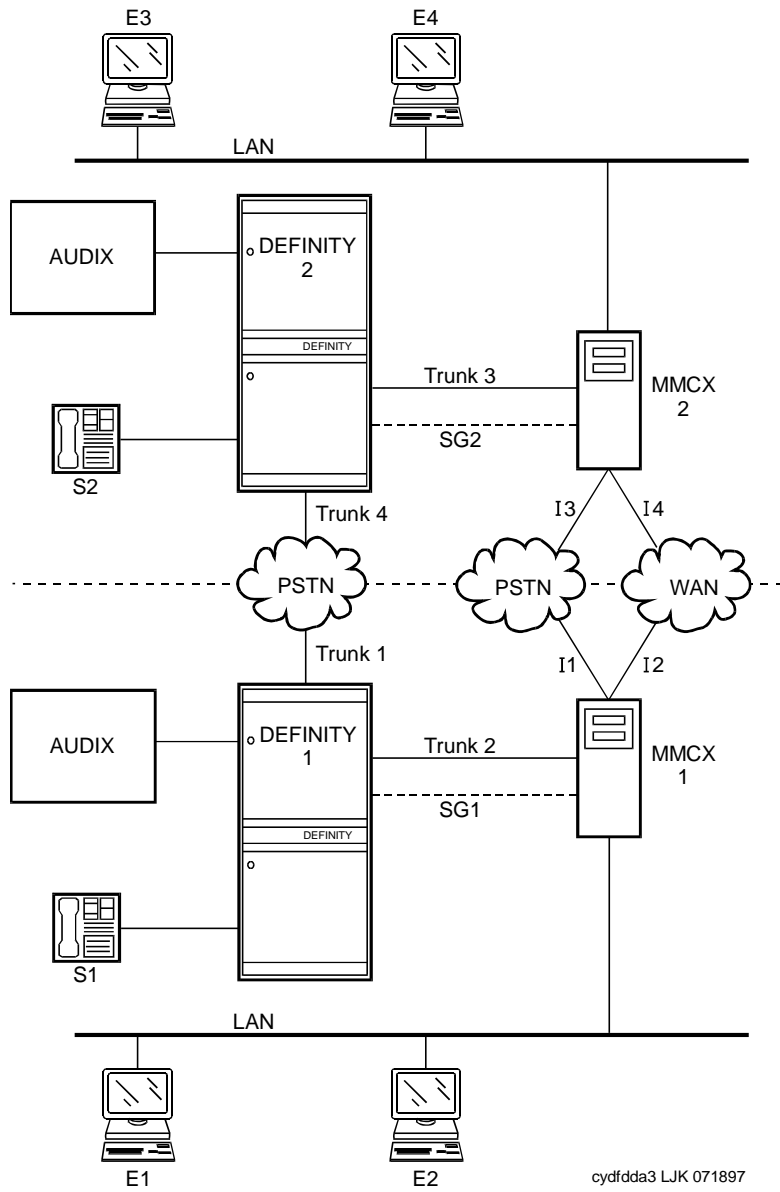 E3
E4
LAN
AUDIX
DEFINITY
2
DEFINITY
Trunk 3
MMCX
2
SG2
S2
Trunk 4
I3
I4
PSTN
PSTN
WAN
Trunk 1
I1
I2
AUDIX
DEFINITY
1
Trunk 2
MMCX
1
SG1
DEFINITY
S1
LAN
E1
E2
cydfdda3 LJK 071897